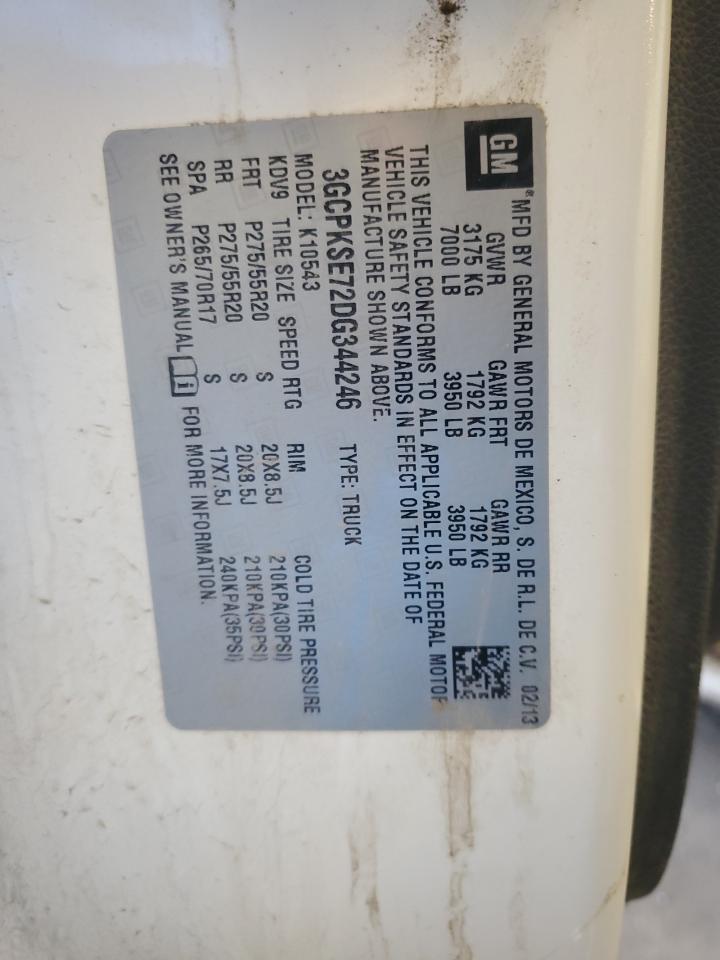 GM
® MFD BY GENERAL MOTORS DE MEXICO, S. DE R.L. DE C.V. 02/13
GVWR GAWR FRT GAWR RR
3175 KG 1792 KG 1792 KG
7000 LB 3950 LB 3950 LB
THIS VEHICLE CONFORMS TO ALL APPLICABLE U.S. FEDERAL MOTOR
VEHICLE SAFETY STANDARDS IN EFFECT ON THE DATE OF
MANUFACTURE SHOWN ABOVE.
3GCPKSE72DG344246 TYPE: TRUCK
MODEL: K10543
KDV9 TIRE SIZE SPEED RTG RIM COLD TIRE PRESSURE
FRT P275/55R20 S 20X8.5J 210KPA(30PSI)
RR P275/55R20 S 20X8.5J 210KPA(30PSI)
SPA P265/70R17 S 17X7.5J 240KPA(35PSI)
SEE OWNER'S MANUAL i FOR MORE INFORMATION.